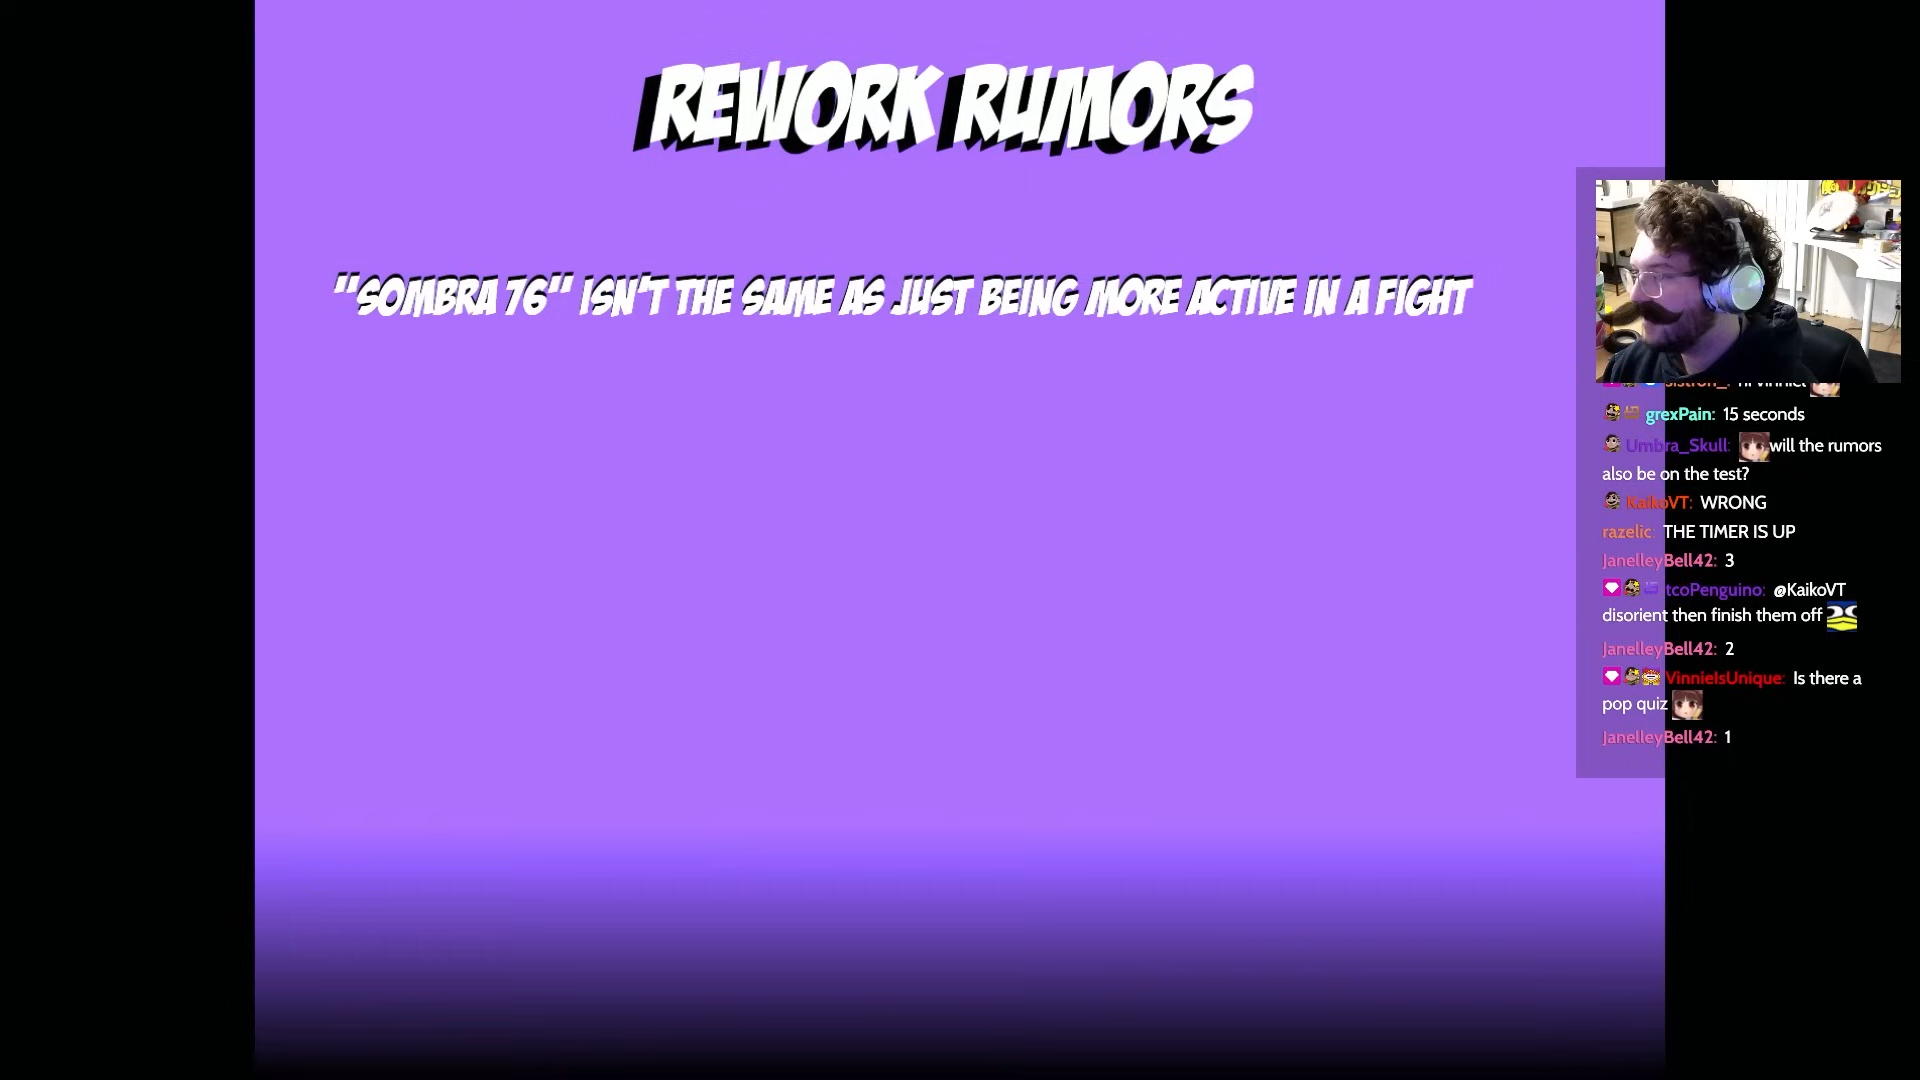 REWORK RUMORS
"SOMBRA 76" ISN'T THE SAME AS JUST BEING MORE ACTIVE IN A FIGHT
grexPain: 15 seconds
Umbra_Skull: will the rumors
also be on the test?
KaikoVT: WRONG
razelic: THE TIMER IS UP
JanelleyBell42: 3
tcoPenguino: @KaikoVT
disorient then finish them off
JanelleyBell42: 2
VinnieIsUnique: Is there a
pop quiz
JanelleyBell42: 1